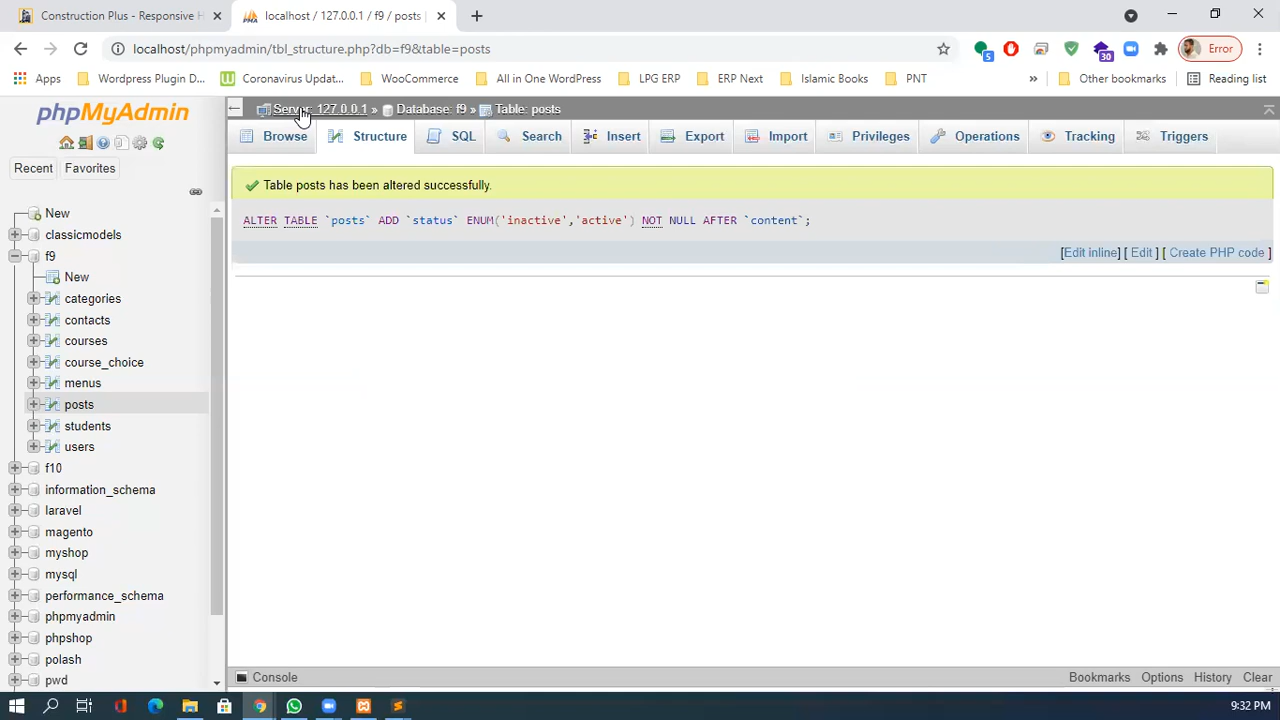 Construction Plus - Responsive H
localhost / 127.0.0.1 / f9 / posts |
localhost/phpmyadmin/tbl_structure.php?db=f9&table=posts
Error
Apps
Wordpress Plugin D...
Coronavirus Updat...
WooCommerce
All in One WordPress
LPG ERP
ERP Next
Islamic Books
PNT
»
Other bookmarks
Reading list
5
30
phpMyAdmin
Server: 127.0.0.1 » Database: f9 » Table: posts
Browse
Structure
SQL
Search
Insert
Export
Import
Privileges
Operations
Tracking
Triggers
Recent
Favorites
New
classicmodels
f9
New
categories
contacts
courses
course_choice
menus
posts
students
users
f10
information_schema
laravel
magento
myshop
mysql
performance_schema
phpmyadmin
phpshop
polash
pwd
Table posts has been altered successfully.
ALTER TABLE `posts` ADD `status` ENUM('inactive','active') NOT NULL AFTER `content`;
[Edit inline] [ Edit ] [ Create PHP code ]
Console
Bookmarks
Options
History
Clear
9:32 PM